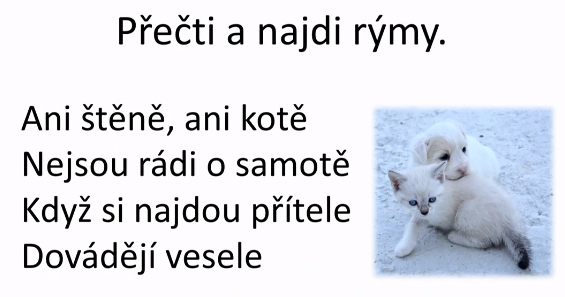 Přečti a najdi rýmy.
Ani štěně, ani kotě
Nejsou rádi o samotě
Když si najdou přítele
Dovádějí vesele